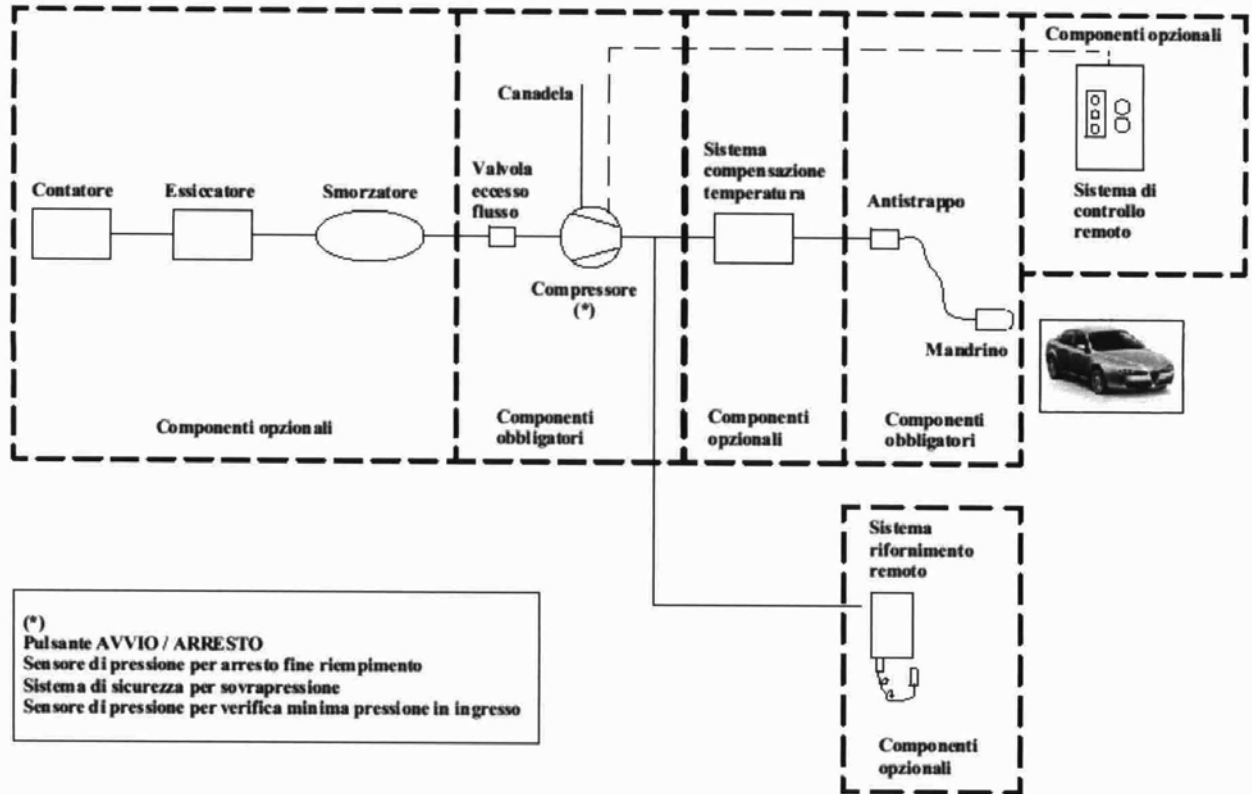 Componenti opzionali
Canadela
Contatore
Essiccatore
Smorzatore
Valvola
eccesso
flusso
Compressore
(*)
Sistema
compensazione
temperatura
Antistrappo
Mandrino
Sistema di
controllo
remoto
Componenti opzionali
Componenti
obbligatori
Componenti
opzionali
Componenti
obbligatori
Sistema
rifornimento
remoto
Componenti
opzionali
(*)
Pulsante AVVIO / ARRESTO
Sensore di pressione per arresto fine riempimento
Sistema di sicurezza per sovrapressione
Sensore di pressione per verifica minima pressione in ingresso